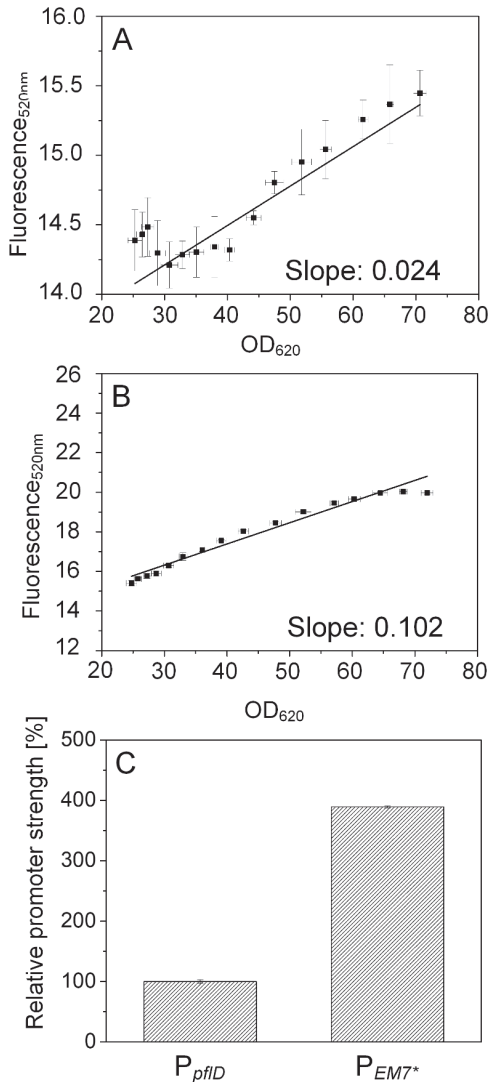 A
Fluorescence520nm
16.0
15.5
15.0
14.5
14.0
Slope: 0.024
20 30 40 50 60 70 80
OD620
B
Fluorescence520nm
26
24
22
20
18
16
14
12
Slope: 0.102
20 30 40 50 60 70 80
OD620
C
Relative promoter strength [%]
500
400
300
200
100
0
PpflD PEM7*